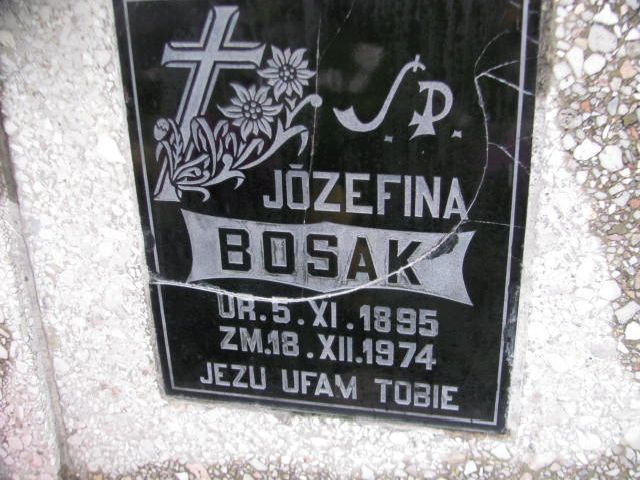 Ś.P.
JÓZEFINA
BOSAK
UR. 5. XI. 1895
ZM. 18. XII. 1974
JEZU UFAM TOBIE